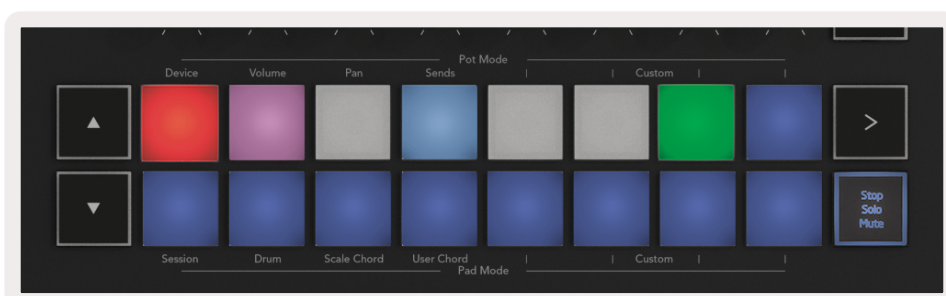 Pot Mode
Device Volume Pan Sends Custom
▲ >
▼ Stop
Solo
Mute
Session Drum Scale Chord User Chord Custom
Pad Mode